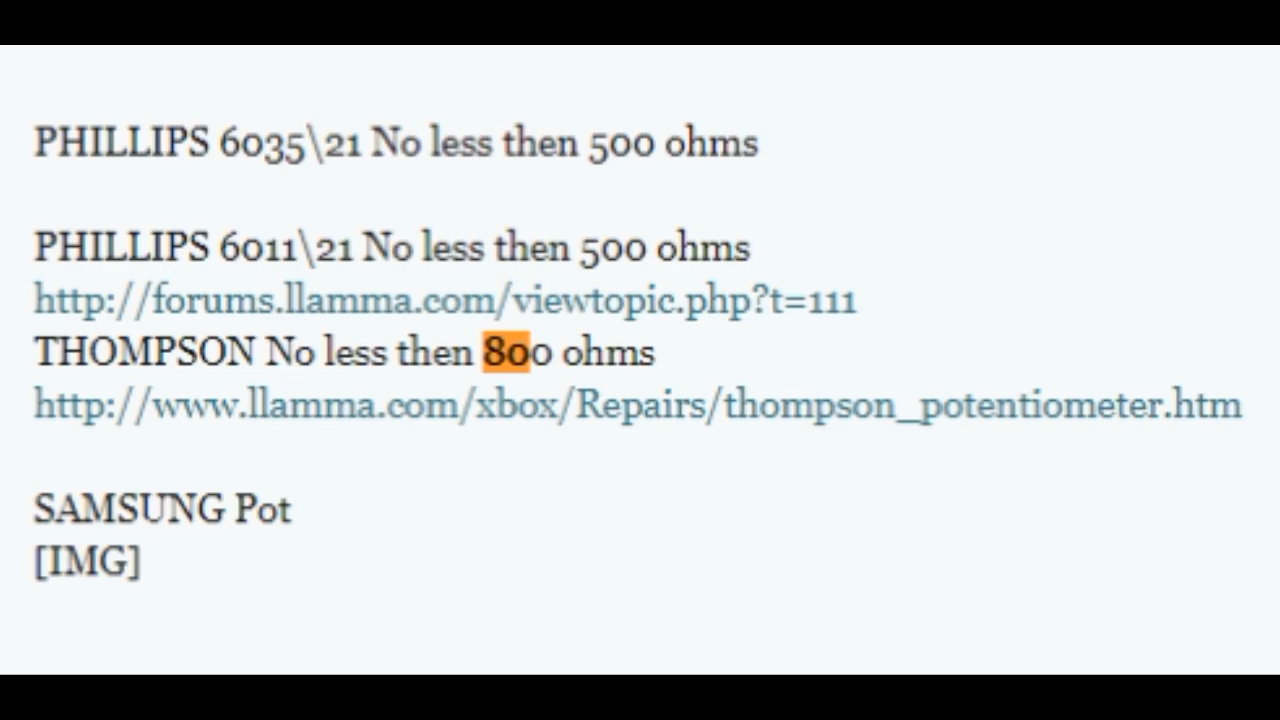 PHILLIPS 6035\21 No less then 500 ohms
PHILLIPS 6011\21 No less then 500 ohms
http://forums.llamma.com/viewtopic.php?t=111
THOMPSON No less then 800 ohms
http://www.llamma.com/xbox/Repairs/thompson_potentiometer.htm
SAMSUNG Pot
[IMG]